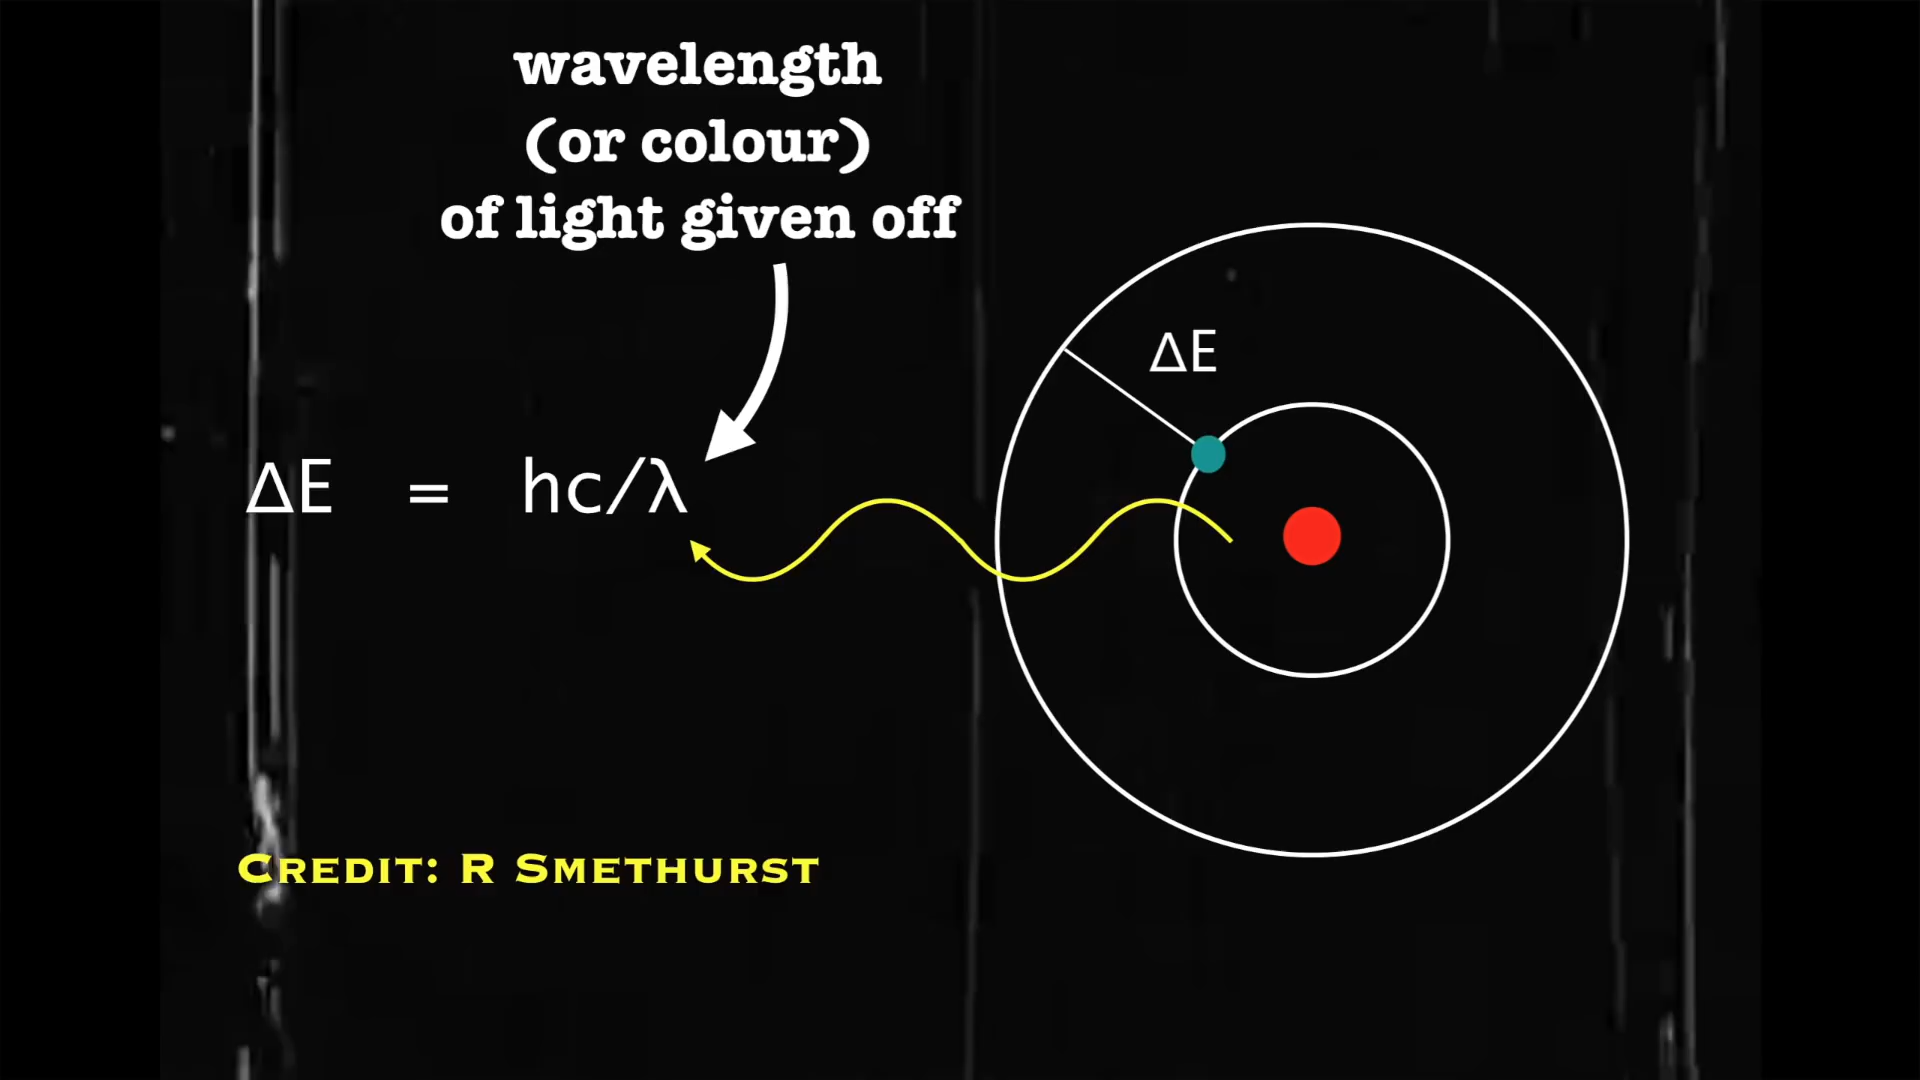 wavelength
(or colour)
of light given off
ΔE
ΔE = hc/λ
Credit: R Smethurst